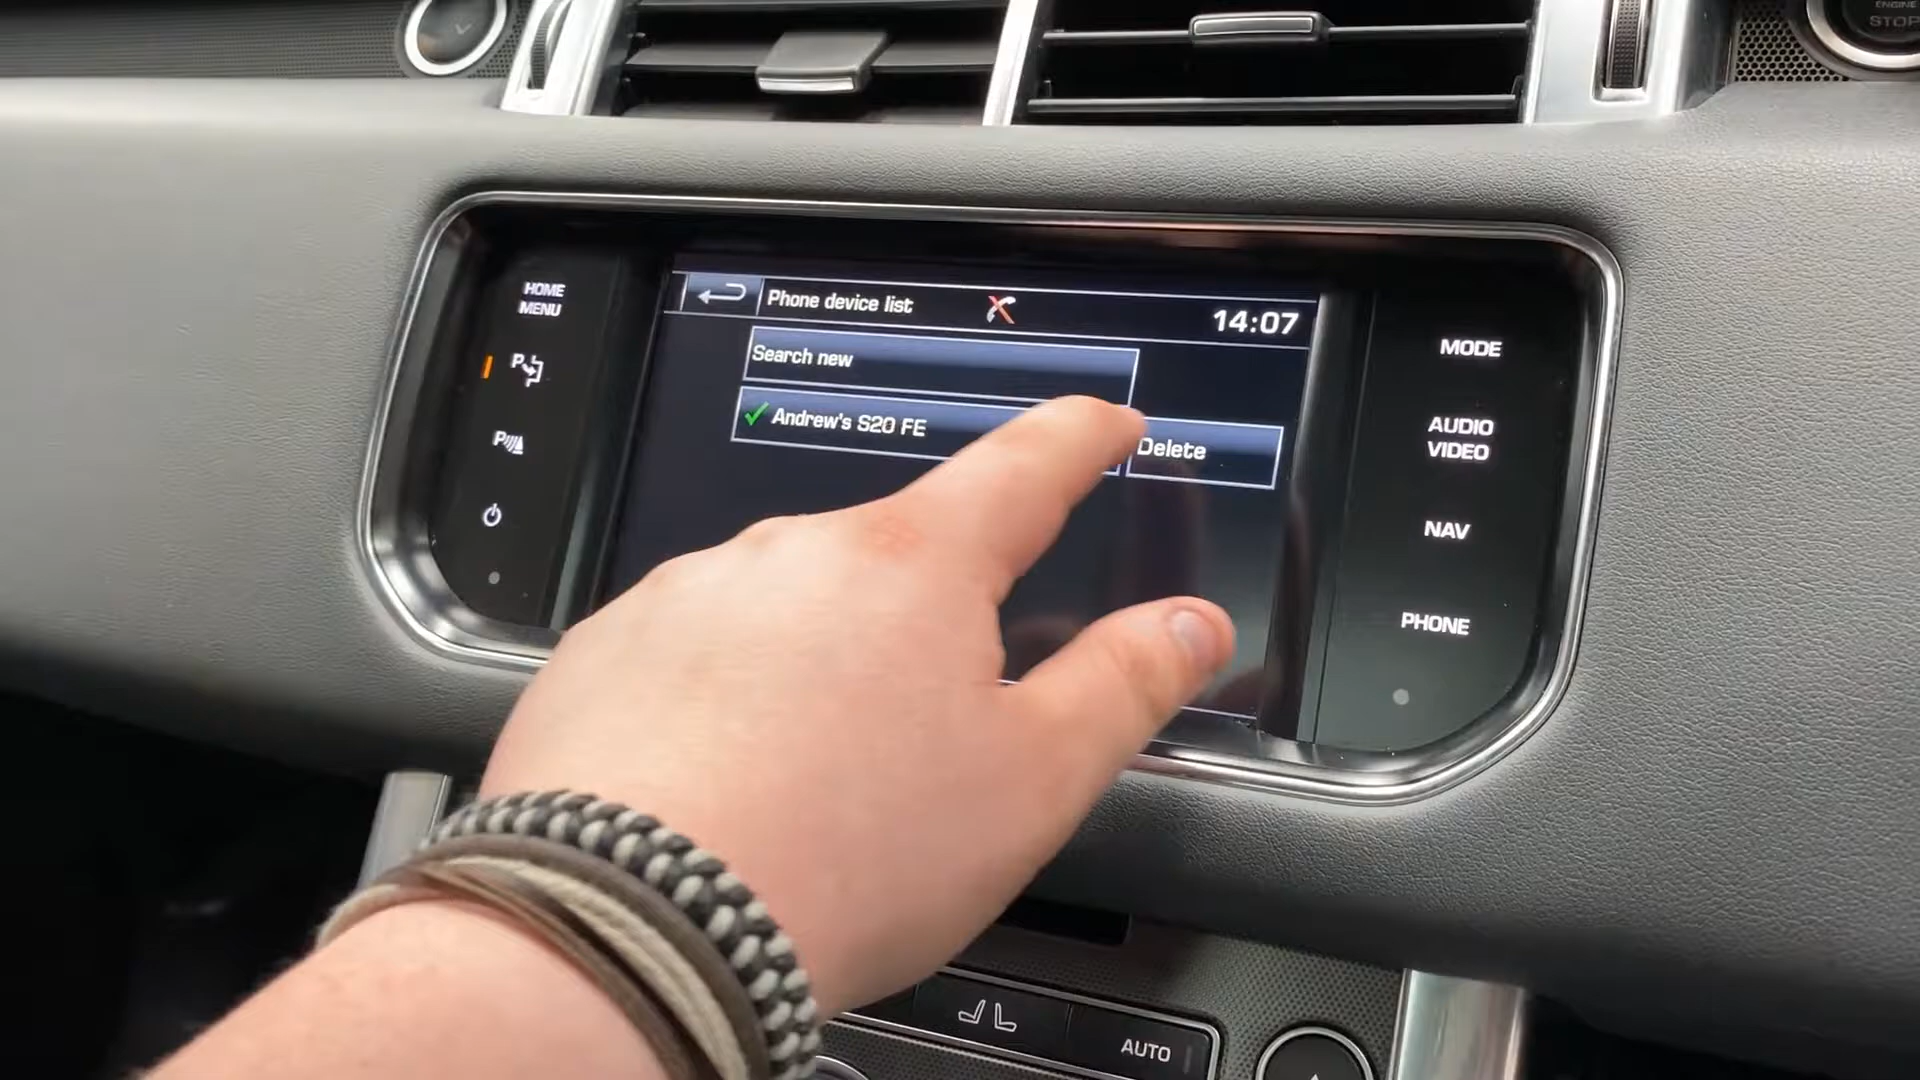 ENGINE
STOP
HOME
MENU
Phone device list
14:07
Search new
Andrew's S20 FE
Delete
P
P
MODE
AUDIO
VIDEO
NAV
PHONE
AUTO